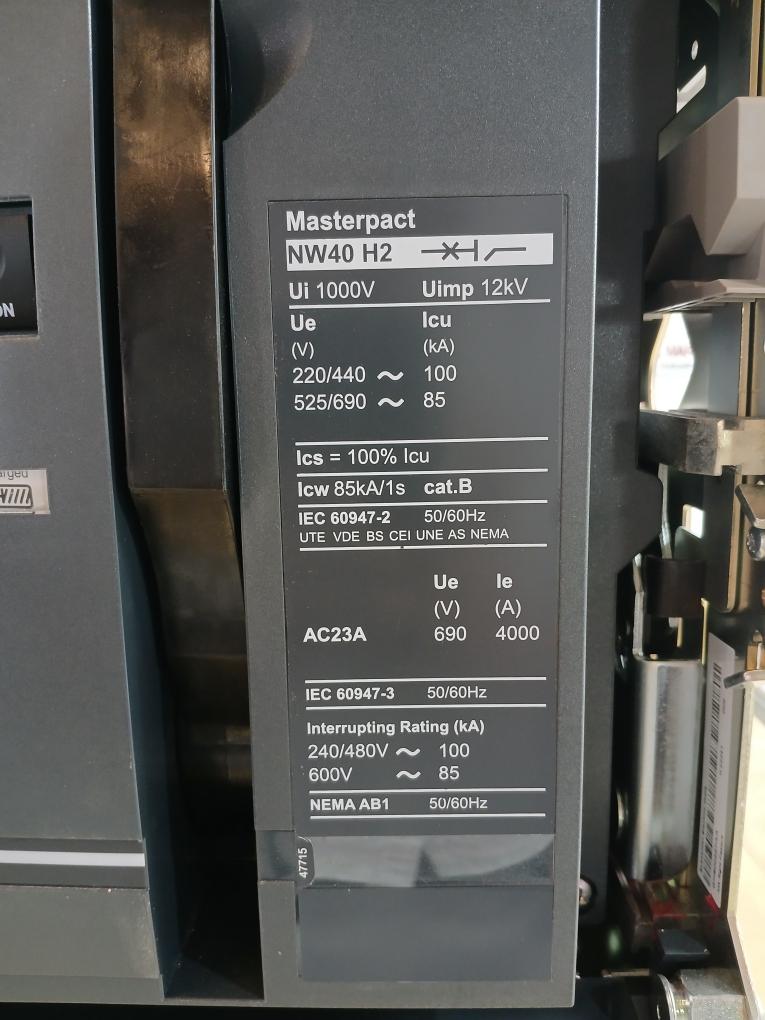 Masterpact
NW40 H2
Ui 1000V Uimp 12kV
Ue Icu
(V) (kA)
220/440 ~ 100
525/690 ~ 85
Ics = 100% Icu
Icw 85kA/1s cat.B
IEC 60947-2 50/60Hz
UTE VDE BS CEI UNE AS NEMA
Ue Ie
(V) (A)
AC23A 690 4000
IEC 60947-3 50/60Hz
Interrupting Rating (kA)
240/480V ~ 100
600V ~ 85
NEMA AB1 50/60Hz
47715